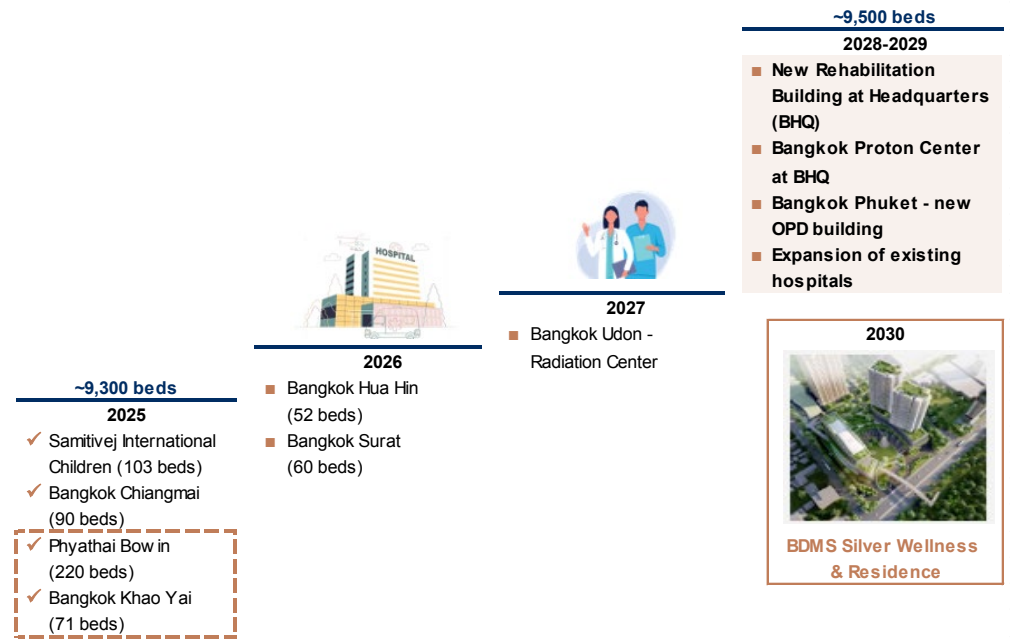 ~9,300 beds
2025
Samitivej International
Children (103 beds)
Bangkok Chiangmai
(90 beds)
Phyathai Bowin
(220 beds)
Bangkok Khao Yai
(71 beds)
HOSPITAL
2026
Bangkok Hua Hin
(52 beds)
Bangkok Surat
(60 beds)
2027
Bangkok Udon -
Radiation Center
~9,500 beds
2028-2029
New Rehabilitation
Building at Headquarters
(BHQ)
Bangkok Proton Center
at BHQ
Bangkok Phuket - new
OPD building
Expansion of existing
hospitals
2030
BDMS Silver Wellness
& Residence